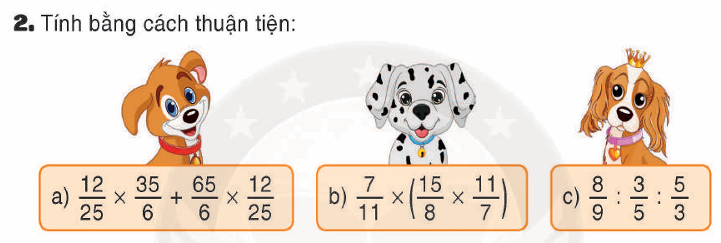 2. Tính bằng cách thuận tiện:
a) 12/25 × 35/6 + 65/6 × 12/25 b) 7/11 × (15/8 × 11/7) c) 8/9 : 3/5 : 5/3